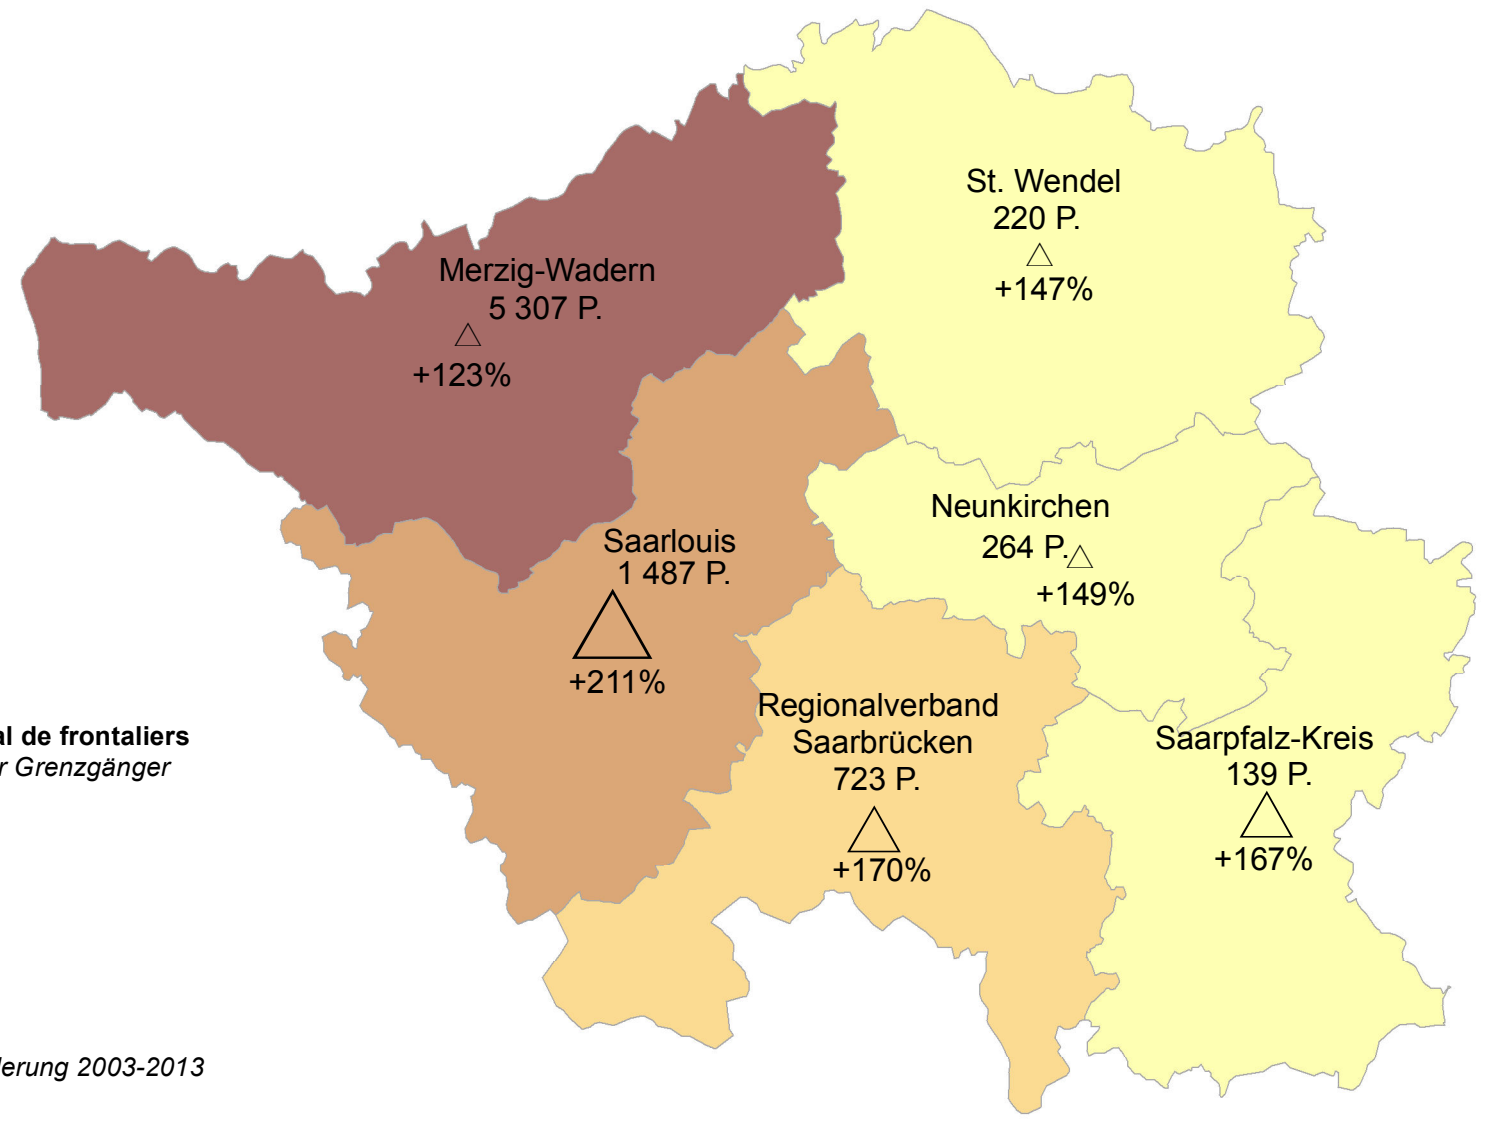 St. Wendel
220 P.
+147%
Merzig-Wadern
5 307 P.
+123%
Neunkirchen
264 P.
+149%
Saarlouis
1 487 P.
+211%
Regionalverband
Saarbrücken
723 P.
+170%
Saarpfalz-Kreis
139 P.
+167%
de frontaliers
Grenzgänger
2003-2013